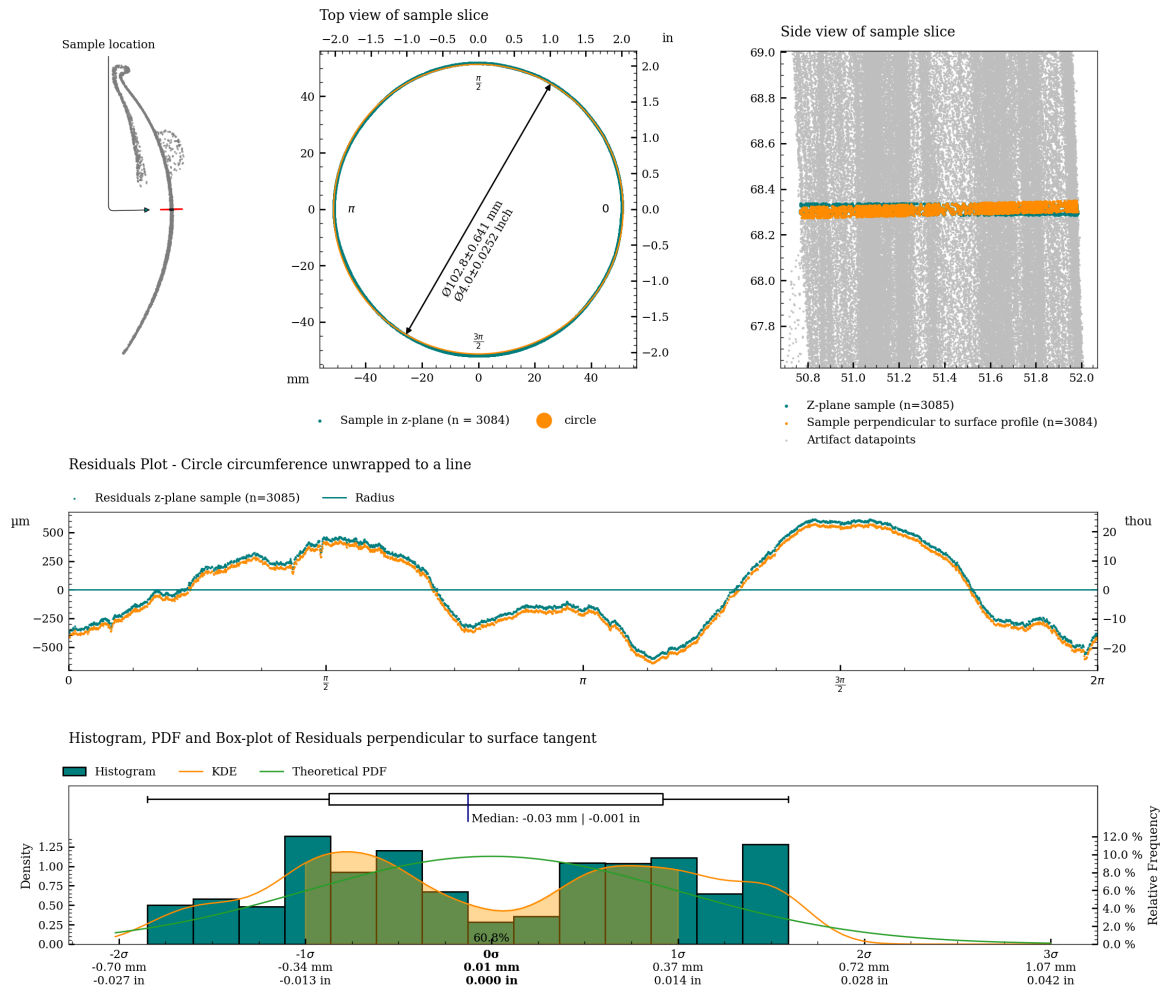 Sample location
Top view of sample slice
−2.0 −1.5 −1.0 −0.5 0.0 0.5 1.0 1.5 2.0 in
40
20
0
−20
−40
2.0
1.5
1.0
0.5
0.0
−0.5
−1.0
−1.5
−2.0
π/2
π
0
3π/2
Ø102.8±0.641 mm
Ø4.0±0.0252 inch
mm −40 −20 0 20 40
Sample in z-plane (n = 3084) circle
Side view of sample slice
69.0
68.8
68.6
68.4
68.2
68.0
67.8
50.8 51.0 51.2 51.4 51.6 51.8 52.0
Z-plane sample (n=3085)
Sample perpendicular to surface profile (n=3084)
Artifact datapoints
Residuals Plot - Circle circumference unwrapped to a line
Residuals z-plane sample (n=3085) Radius
µm
500
250
0
−250
−500
thou
20
10
0
−10
−20
0 π/2 π 3π/2 2π
Histogram, PDF and Box-plot of Residuals perpendicular to surface tangent
Histogram KDE Theoretical PDF
Median: -0.03 mm | -0.001 in
Density
1.25
1.00
0.75
0.50
0.25
0.00
Relative Frequency
12.0 %
10.0 %
8.0 %
6.0 %
4.0 %
2.0 %
0.0 %
60.8%
-2σ -1σ 0σ 1σ 2σ 3σ
-0.70 mm -0.34 mm 0.01 mm 0.37 mm 0.72 mm 1.07 mm
-0.027 in -0.013 in 0.000 in 0.014 in 0.028 in 0.042 in